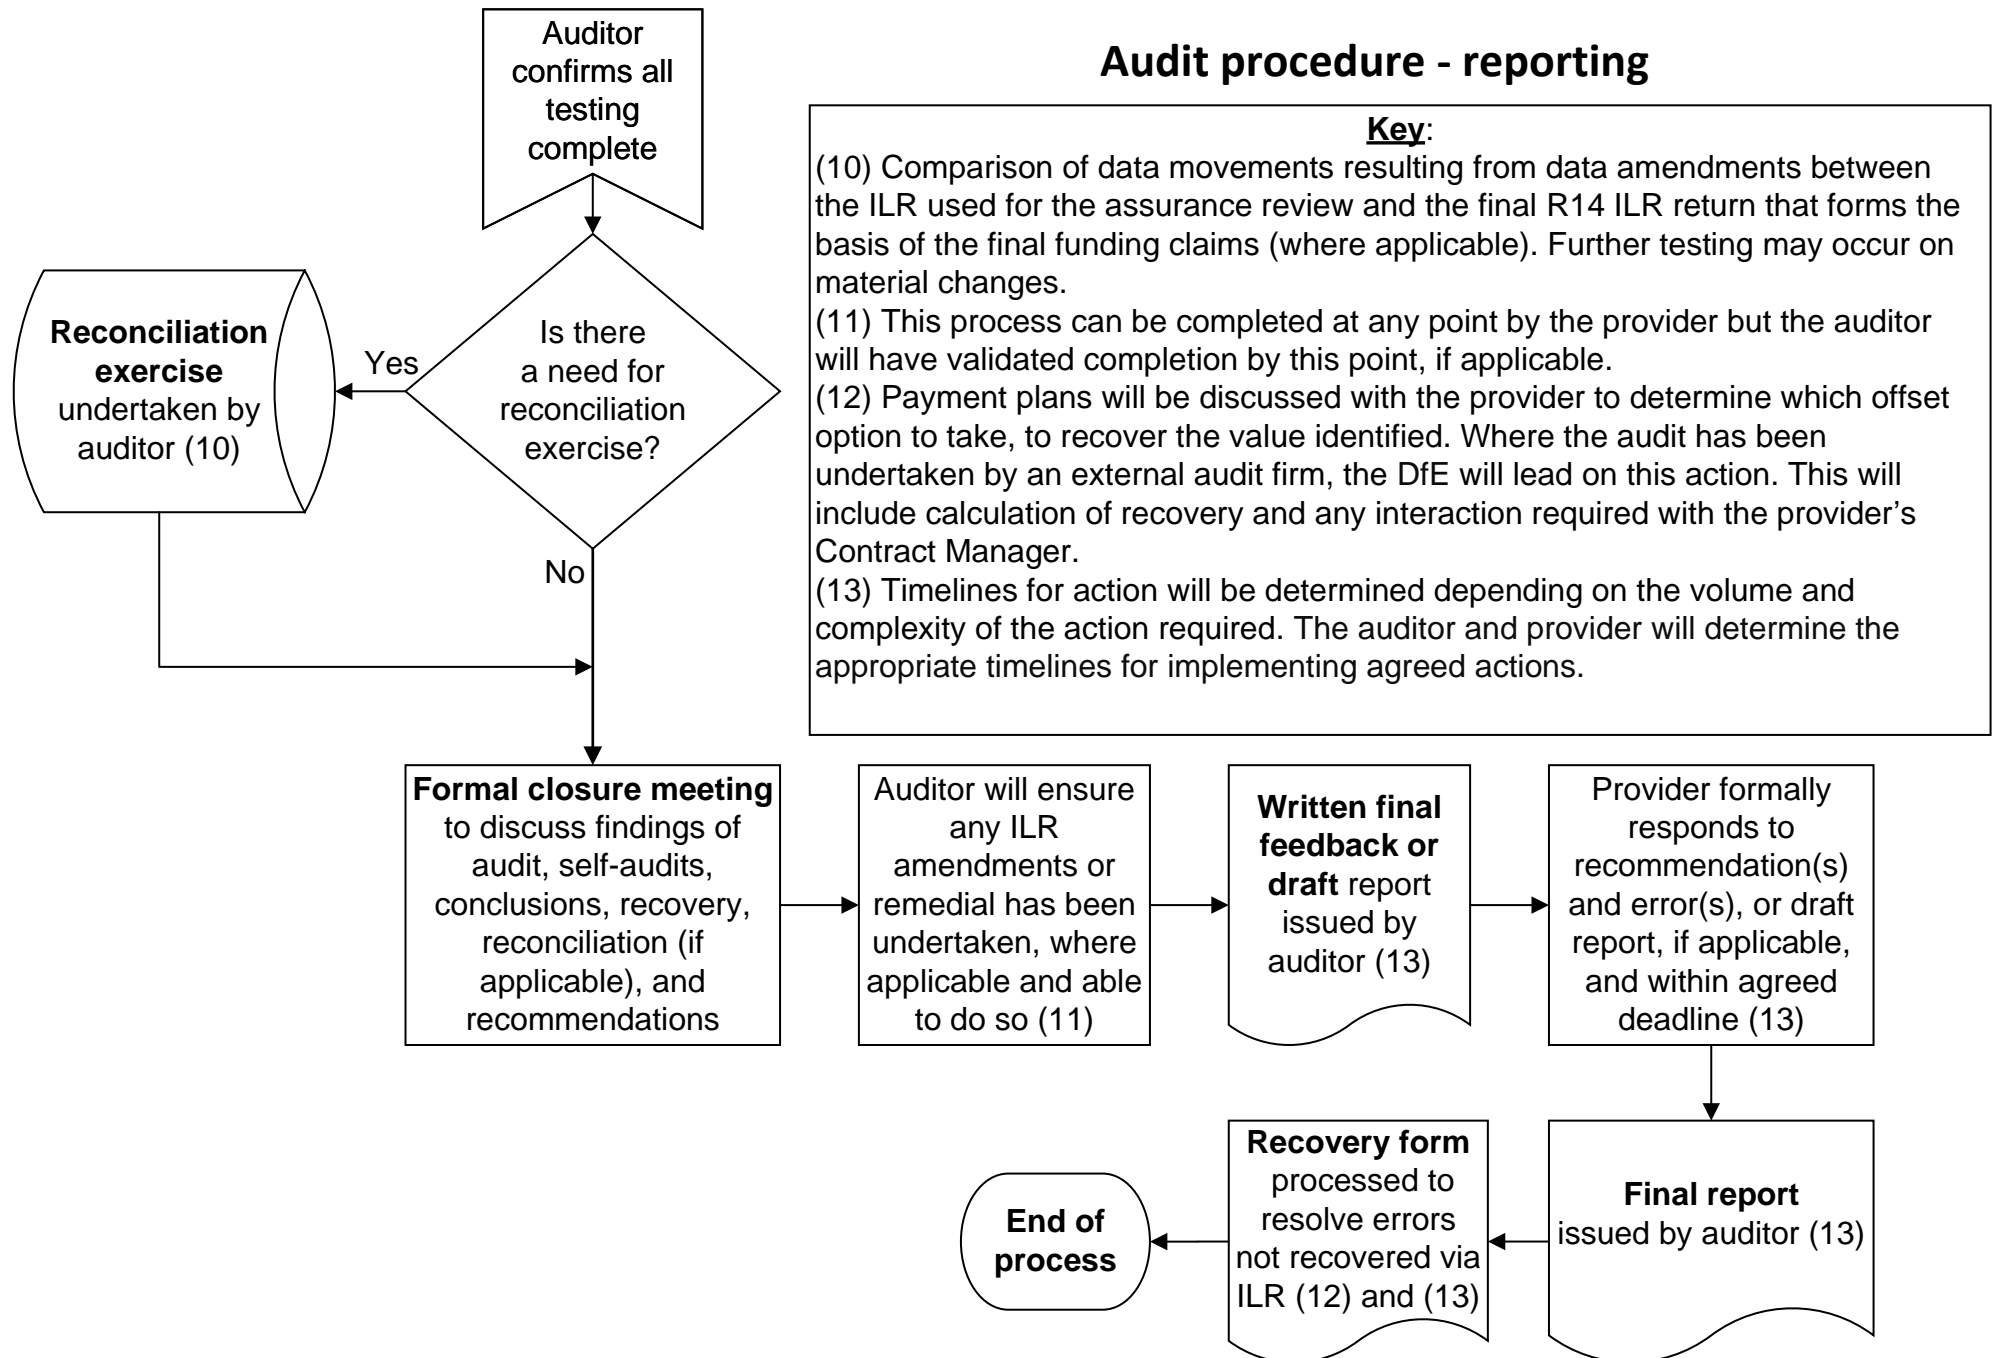 Auditor
confirms all
testing
complete
Audit procedure - reporting
Key:
(10) Comparison of data movements resulting from data amendments between
the ILR used for the assurance review and the final R14 ILR return that forms the
basis of the final funding claims (where applicable). Further testing may occur on
material changes.
(11) This process can be completed at any point by the provider but the auditor
will have validated completion by this point, if applicable.
(12) Payment plans will be discussed with the provider to determine which offset
option to take, to recover the value identified. Where the audit has been
undertaken by an external audit firm, the DfE will lead on this action. This will
include calculation of recovery and any interaction required with the provider’s
Contract Manager.
(13) Timelines for action will be determined depending on the volume and
complexity of the action required. The auditor and provider will determine the
appropriate timelines for implementing agreed actions.
Is there
a need for
reconciliation
exercise?
Yes
Reconciliation
exercise
undertaken by
auditor (10)
No
Formal closure meeting
to discuss findings of
audit, self-audits,
conclusions, recovery,
reconciliation (if
applicable), and
recommendations
Auditor will ensure
any ILR
amendments or
remedial has been
undertaken, where
applicable and able
to do so (11)
Written final
feedback or
draft report
issued by
auditor (13)
Provider formally
responds to
recommendation(s)
and error(s), or draft
report, if applicable,
and within agreed
deadline (13)
Final report
issued by auditor (13)
Recovery form
processed to
resolve errors
not recovered via
ILR (12) and (13)
End of
process